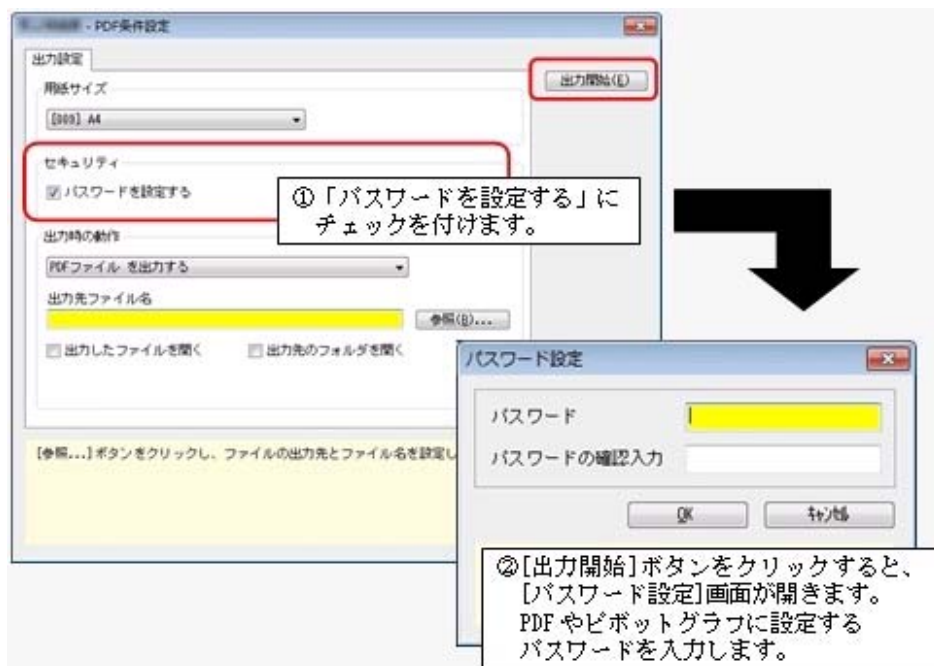 - PDF条件設定
出力設定
用紙サイズ
[009] A4
出力開始(E)
セキュリティ
パスワードを設定する
①「パスワードを設定する」に
チェックを付けます。
出力時の動作
PDFファイル を出力する
出力先ファイル名
参照(B)...
出力したファイルを開く
出力先のフォルダを開く
[参照...]ボタンをクリックし、ファイルの出力先とファイル名を設定し
パスワード設定
パスワード
パスワードの確認入力
OK
キャンセル
②[出力開始]ボタンをクリックすると、
[パスワード設定]画面が開きます。
PDFやピボットグラフに設定する
パスワードを入力します。